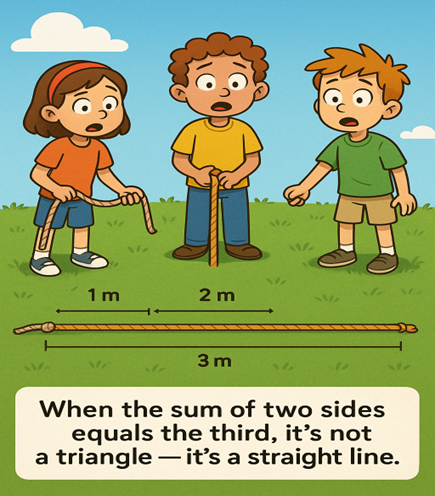 1 m 2 m
3 m
When the sum of two sides
equals the third, it's not
a triangle — it's a straight line.